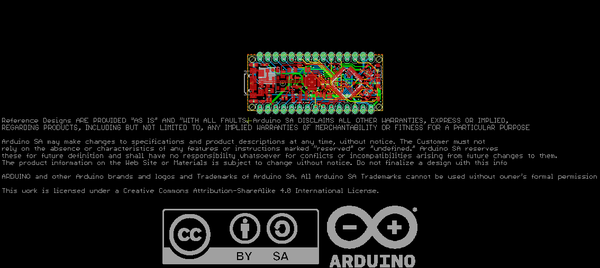 Reference Designs ARE PROVIDED "AS IS" AND "WITH ALL FAULTS. Arduino SA DISCLAIMS ALL OTHER WARRANTIES, EXPRESS OR IMPLIED,
REGARDING PRODUCTS, INCLUDING BUT NOT LIMITED TO, ANY IMPLIED WARRANTIES OF MERCHANTABILITY OR FITNESS FOR A PARTICULAR PURPOSE
Arduino SA may make changes to specifications and product descriptions at any time, without notice. The Customer must not
rely on the absence or characteristics of any features or instructions marked "reserved" or "undefined." Arduino SA reserves
these for future definition and shall have no responsibility whatsoever for conflicts or incompatibilities arising from future changes to them.
The product information on the Web Site or Materials is subject to change without notice. Do not finalize a design with this info
ARDUINO and other Arduino brands and logos and Trademarks of Arduino SA. All Arduino SA Trademarks cannot be used without owner's formal permission
This work is licensed under a Creative Commons Attribution-ShareAlike 4.0 International License.
cc
BY SA
ARDUINO